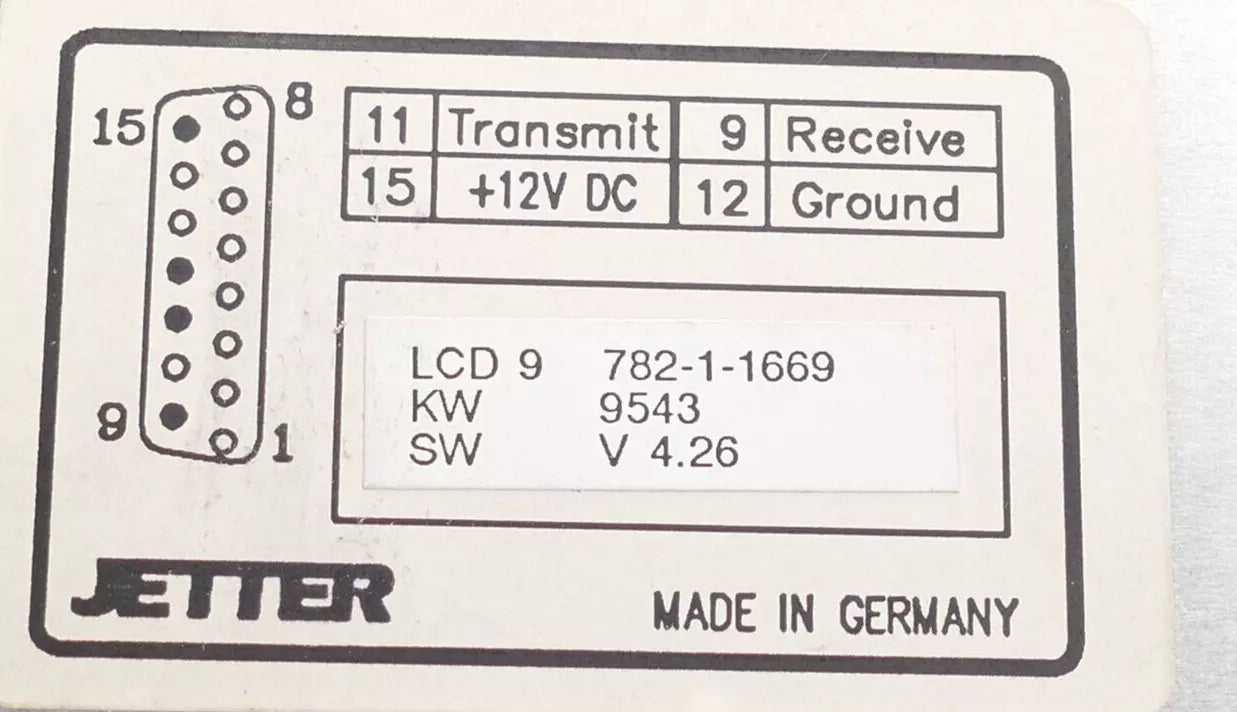 8
15
9
1
11 Transmit 9 Receive
15 +12V DC 12 Ground
LCD 9 782-1-1669
KW 9543
SW V 4.26
JETTER
MADE IN GERMANY